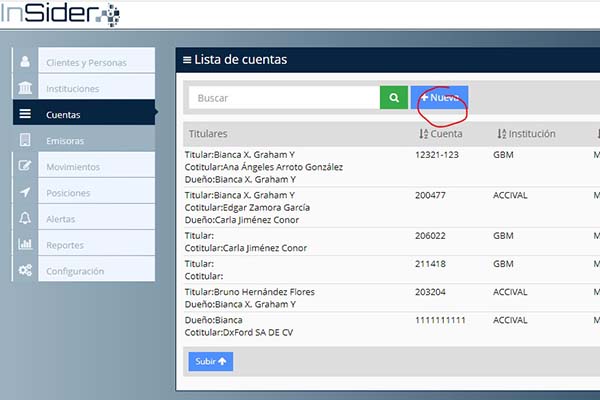 InSider
Clientes y Personas
Instituciones
Cuentas
Emisoras
Movimientos
Posiciones
Alertas
Reportes
Configuración
Lista de cuentas
Buscar
+ Nueva
Titulares Cuenta Institución
Titular:Bianca X. Graham Y 12321-123 GBM M
Cotitular:Ana Ángeles Arroto González
Dueño:Bianca X. Graham Y
Titular:Bianca X. Graham Y 200477 ACCIVAL M
Cotitular:Edgar Zamora García
Dueño:Carla Jiménez Conor
Titular: 206022 GBM M
Cotitular:Carla Jiménez Conor
Titular: 211418 GBM M
Cotitular:
Titular:Bruno Hernández Flores 203204 ACCIVAL M
Dueño:Bianca X. Graham Y
Dueño:Bianca 1111111111 ACCIVAL M
Cotitular:DxFord SA DE CV
Subir